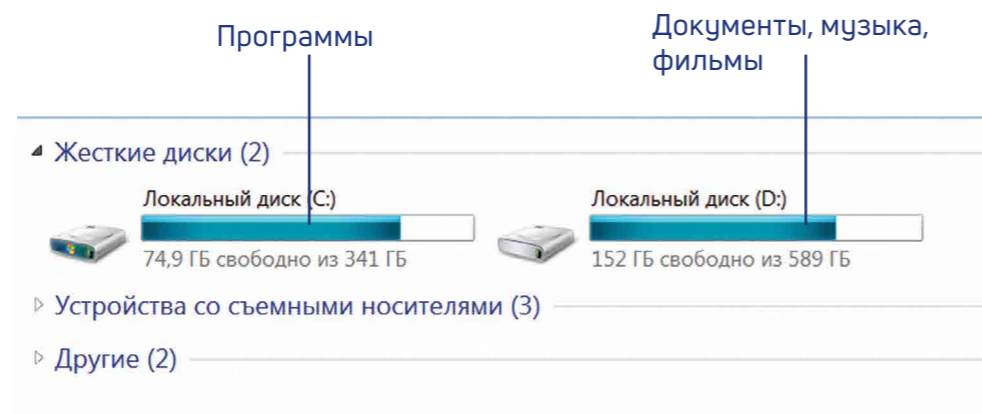 Программы
Документы, музыка,
фильмы
Жесткие диски (2)
Локальный диск (C:)
74,9 ГБ свободно из 341 ГБ
Локальный диск (D:)
152 ГБ свободно из 589 ГБ
Устройства со съемными носителями (3)
Другие (2)